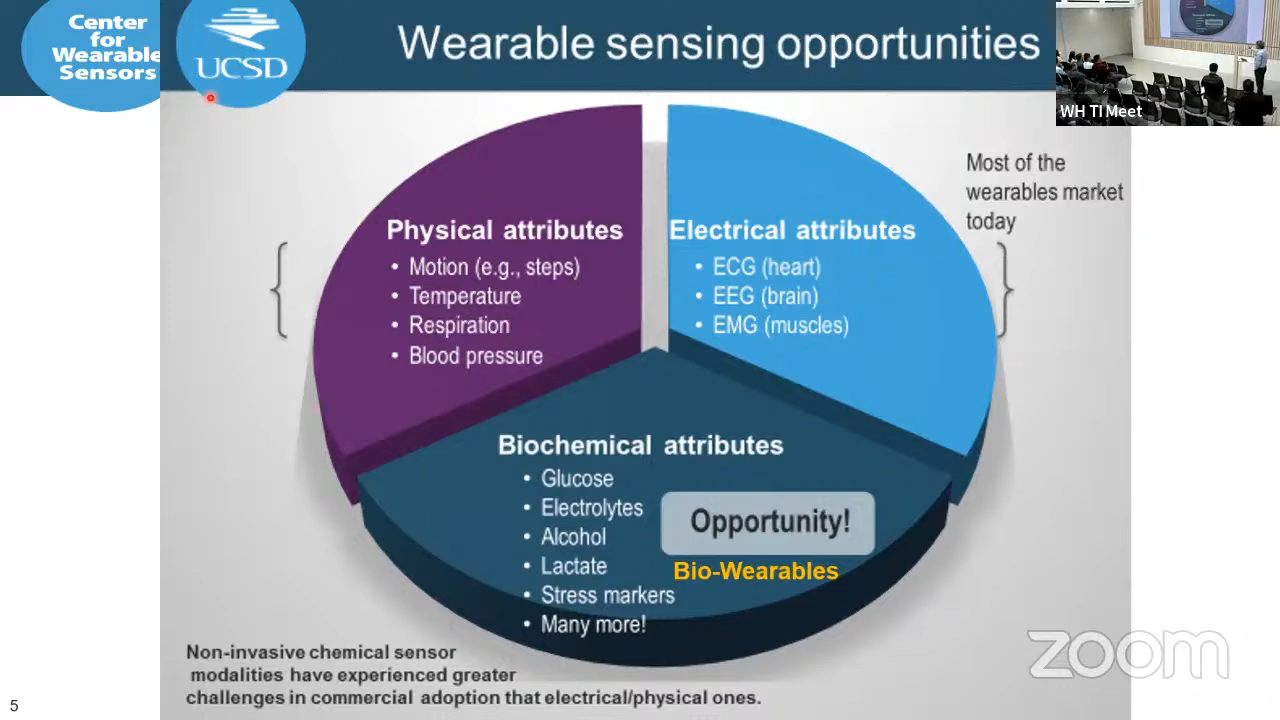 Center
for
Wearable
Sensors
UCSD
Wearable sensing opportunities
WH TI Meet
Most of the
wearables market
today
Physical attributes
• Motion (e.g., steps)
• Temperature
• Respiration
• Blood pressure
Electrical attributes
• ECG (heart)
• EEG (brain)
• EMG (muscles)
Biochemical attributes
• Glucose
• Electrolytes
• Alcohol
• Lactate
• Stress markers
• Many more!
Opportunity!
Bio-Wearables
Non-invasive chemical sensor
modalities have experienced greater
challenges in commercial adoption that electrical/physical ones.
zoom
5